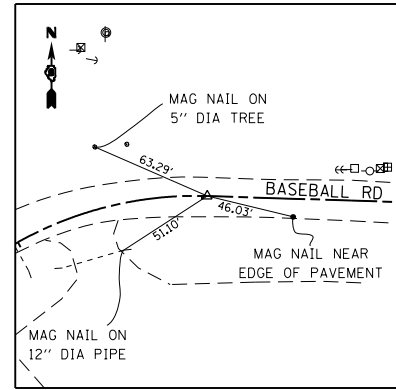 N
MAG NAIL ON
5" DIA TREE
63.29'
BASEBALL RD
46.03'
51.10'
MAG NAIL NEAR
EDGE OF PAVEMENT
MAG NAIL ON
12" DIA PIPE